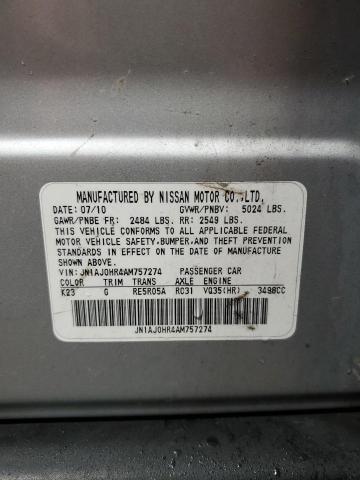 MANUFACTURED BY NISSAN MOTOR CO.,LTD.
DATE: 07/10 GVWR/PNBV: 5024 LBS.
GAWR/PNBE FR: 2484 LBS. RR: 2549 LBS.
THIS VEHICLE CONFORMS TO ALL APPLICABLE FEDERAL
MOTOR VEHICLE SAFETY,BUMPER,AND THEFT PREVENTION
STANDARDS IN EFFECT ON THE DATE OF MANUFACTURE
SHOWN ABOVE.
VIN: JN1AJ0HR4AM757274 PASSENGER CAR
COLOR TRIM TRANS AXLE ENGINE
K23 G RE5R05A RC31 VQ35(HR) 3498CC
JN1AJ0HR4AM757274